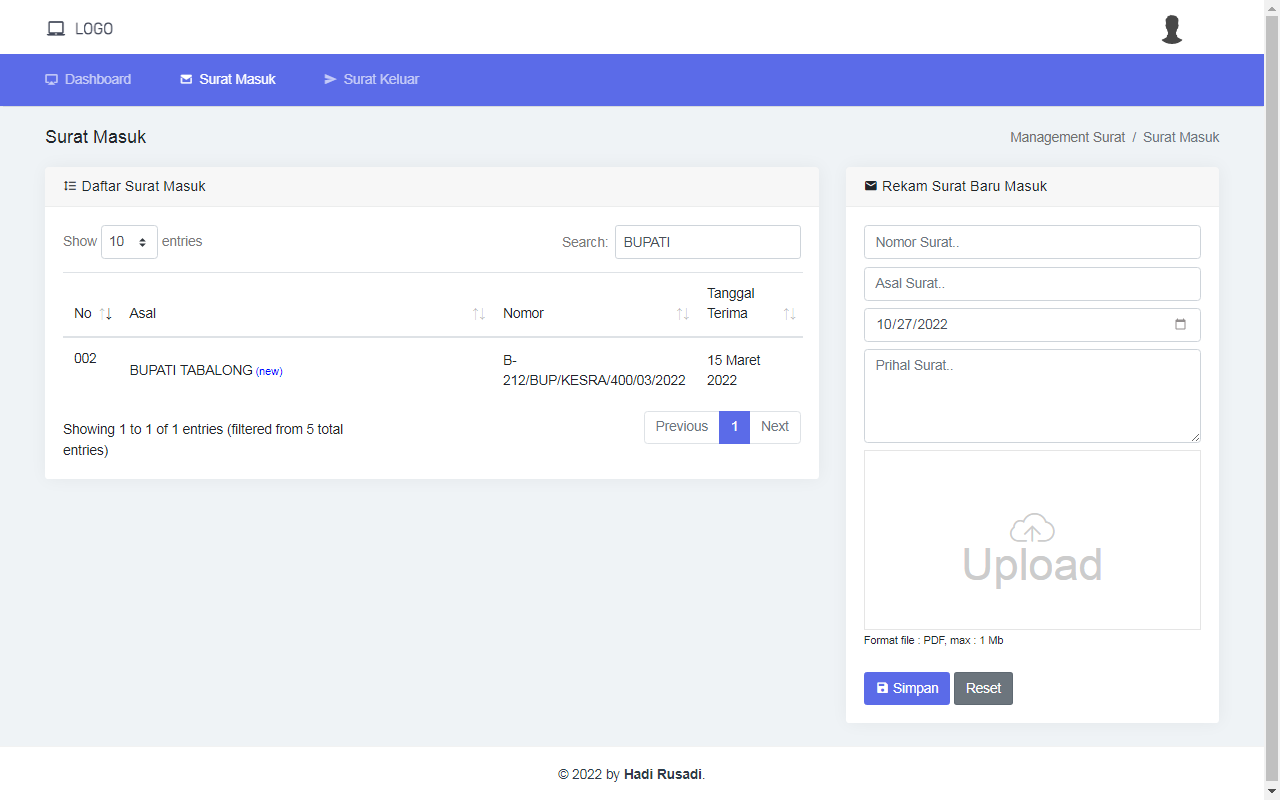 LOGO
Dashboard
Surat Masuk
Surat Keluar
Surat Masuk
Management Surat / Surat Masuk
Daftar Surat Masuk
Show 10 entries
Search: BUPATI
No
Asal
Nomor
Tanggal
Terima
002
BUPATI TABALONG (new)
B-
212/BUP/KESRA/400/03/2022
15 Maret
2022
Showing 1 to 1 of 1 entries (filtered from 5 total
entries)
Previous 1 Next
Rekam Surat Baru Masuk
Nomor Surat..
Asal Surat..
10/27/2022
Prihal Surat..
Upload
Format file : PDF, max : 1 Mb
Simpan
Reset
© 2022 by Hadi Rusadi.